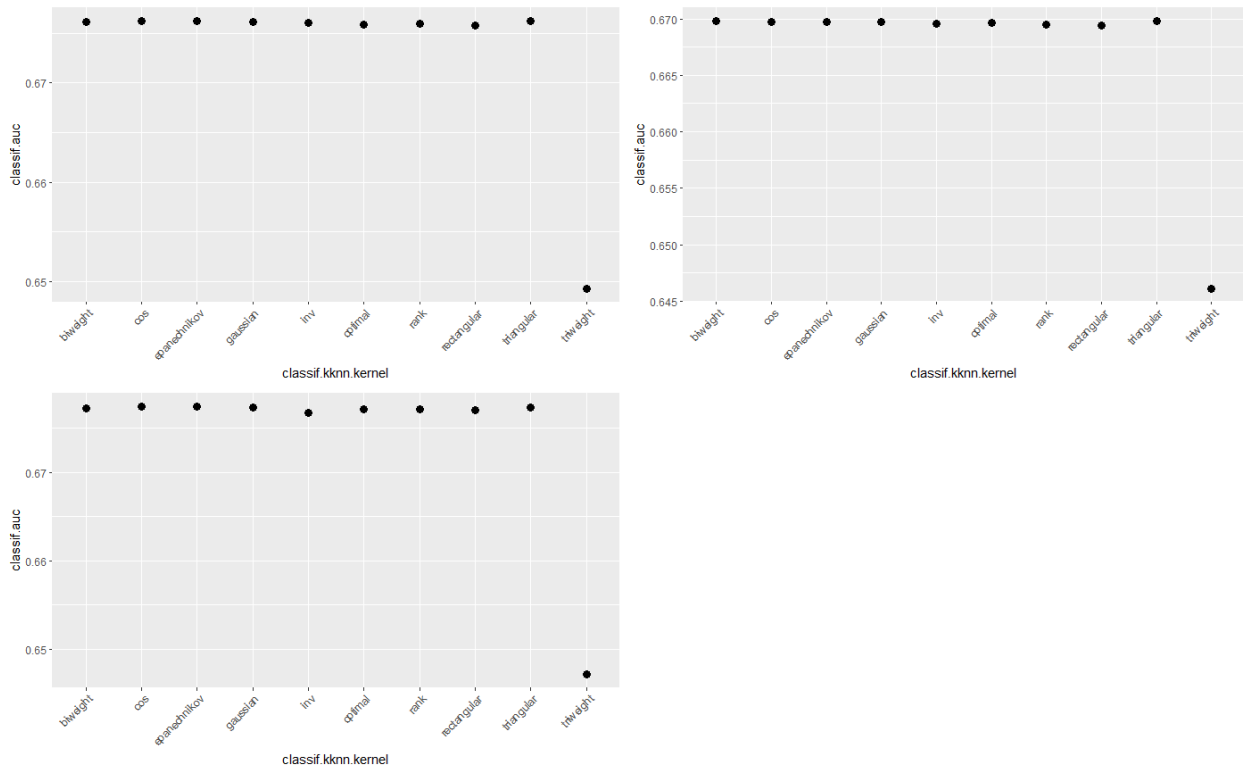 classif.auc
0.67
0.66
0.65
biweight
cos
epanechnikov
gaussian
inv
optimal
rank
rectangular
triangular
triweight
classif.kknn.kernel
classif.auc
0.670
0.665
0.660
0.655
0.650
0.645
biweight
cos
epanechnikov
gaussian
inv
optimal
rank
rectangular
triangular
triweight
classif.kknn.kernel
classif.auc
0.67
0.66
0.65
biweight
cos
epanechnikov
gaussian
inv
optimal
rank
rectangular
triangular
triweight
classif.kknn.kernel